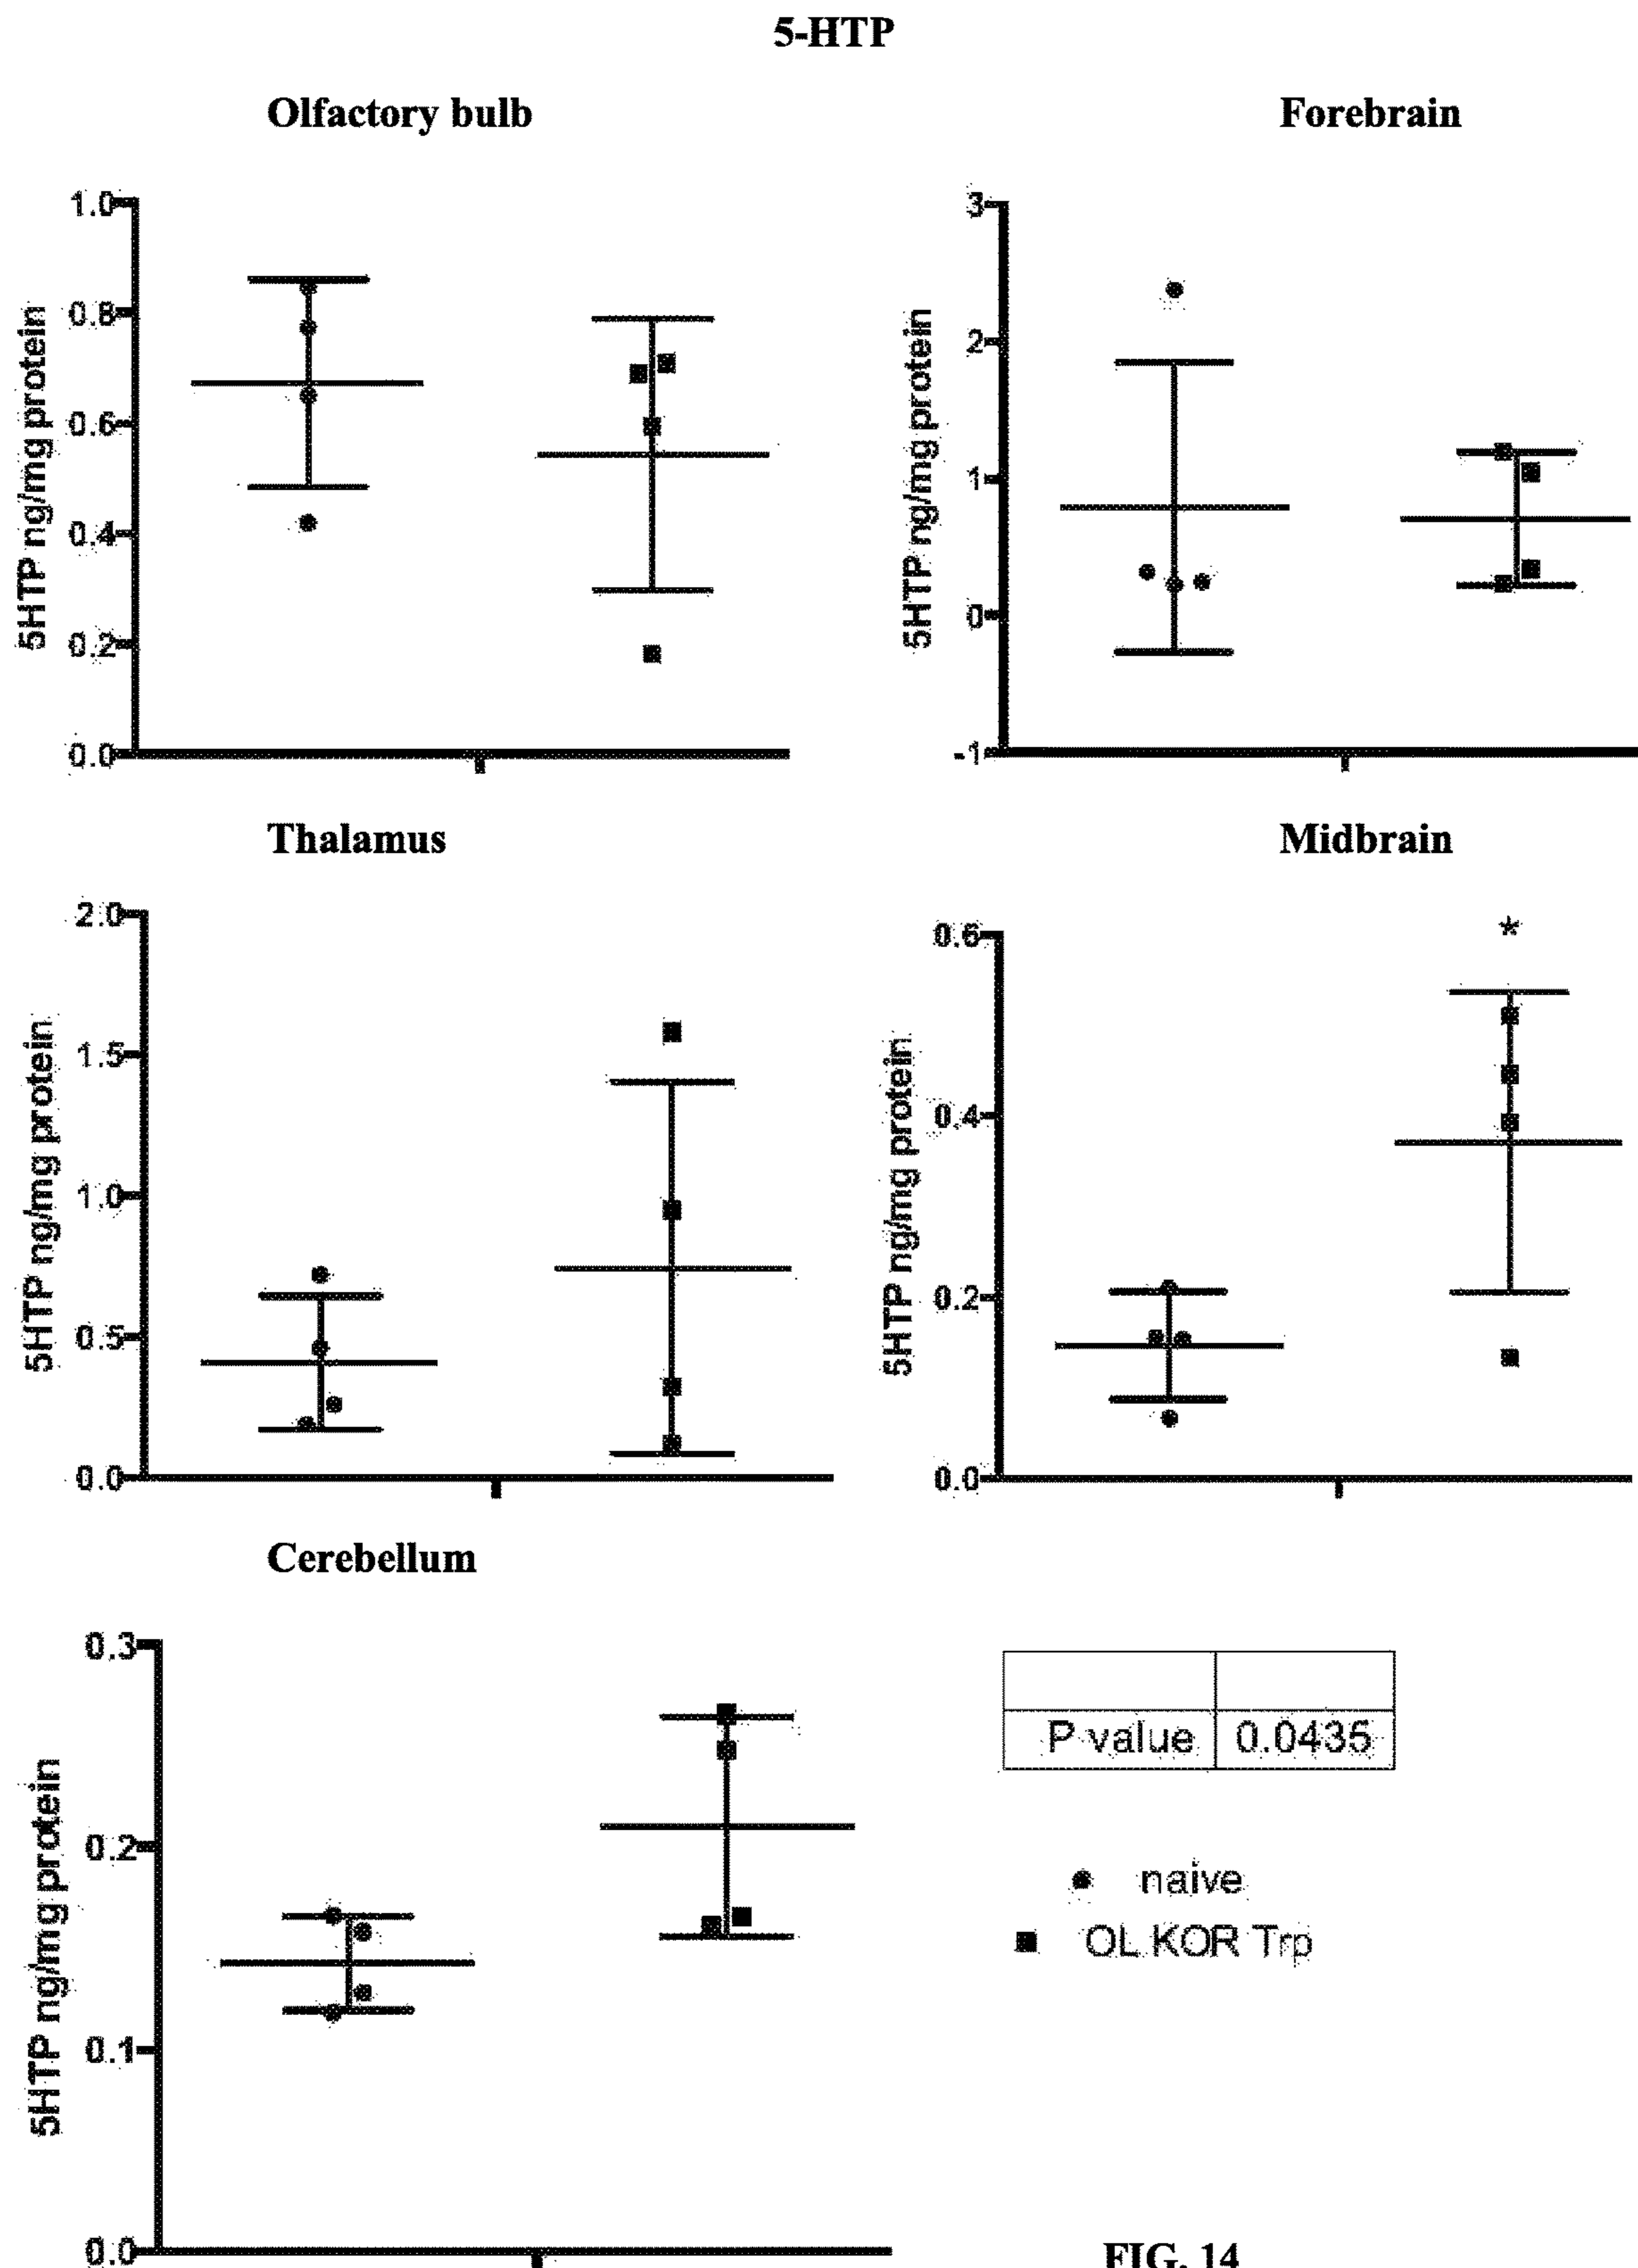 5-HTP
Olfactory bulb
5HTP ng/mg protein
1.0
0.8
0.6
0.4
0.2
0.0
Forebrain
5HTP ng/mg protein
3
2
1
0
-1
Thalamus
5HTP ng/mg protein
2.0
1.5
1.0
0.5
0.0
Midbrain
5HTP ng/mg protein
0.6
0.4
0.2
0.0
*
Cerebellum
5HTP ng/mg protein
0.3
0.2
0.1
0.0
P value 0.0435
naive
OL KOR Trp
FIG. 14